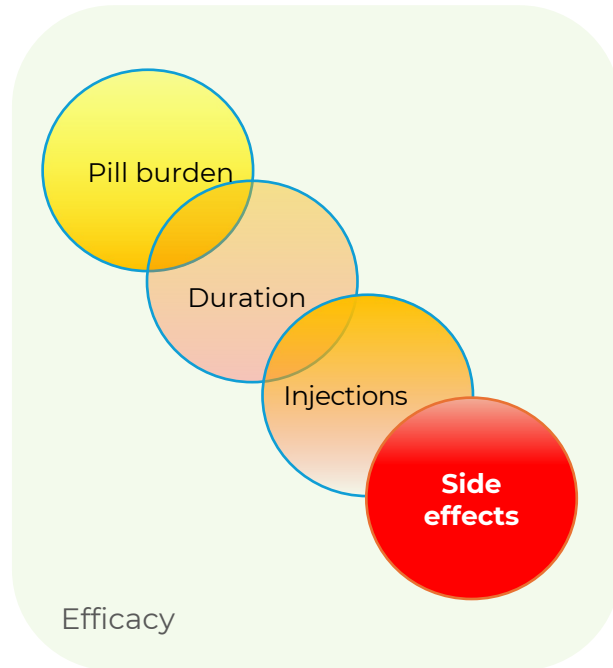 Pill burden
Duration
Injections
Side
effects
Efficacy